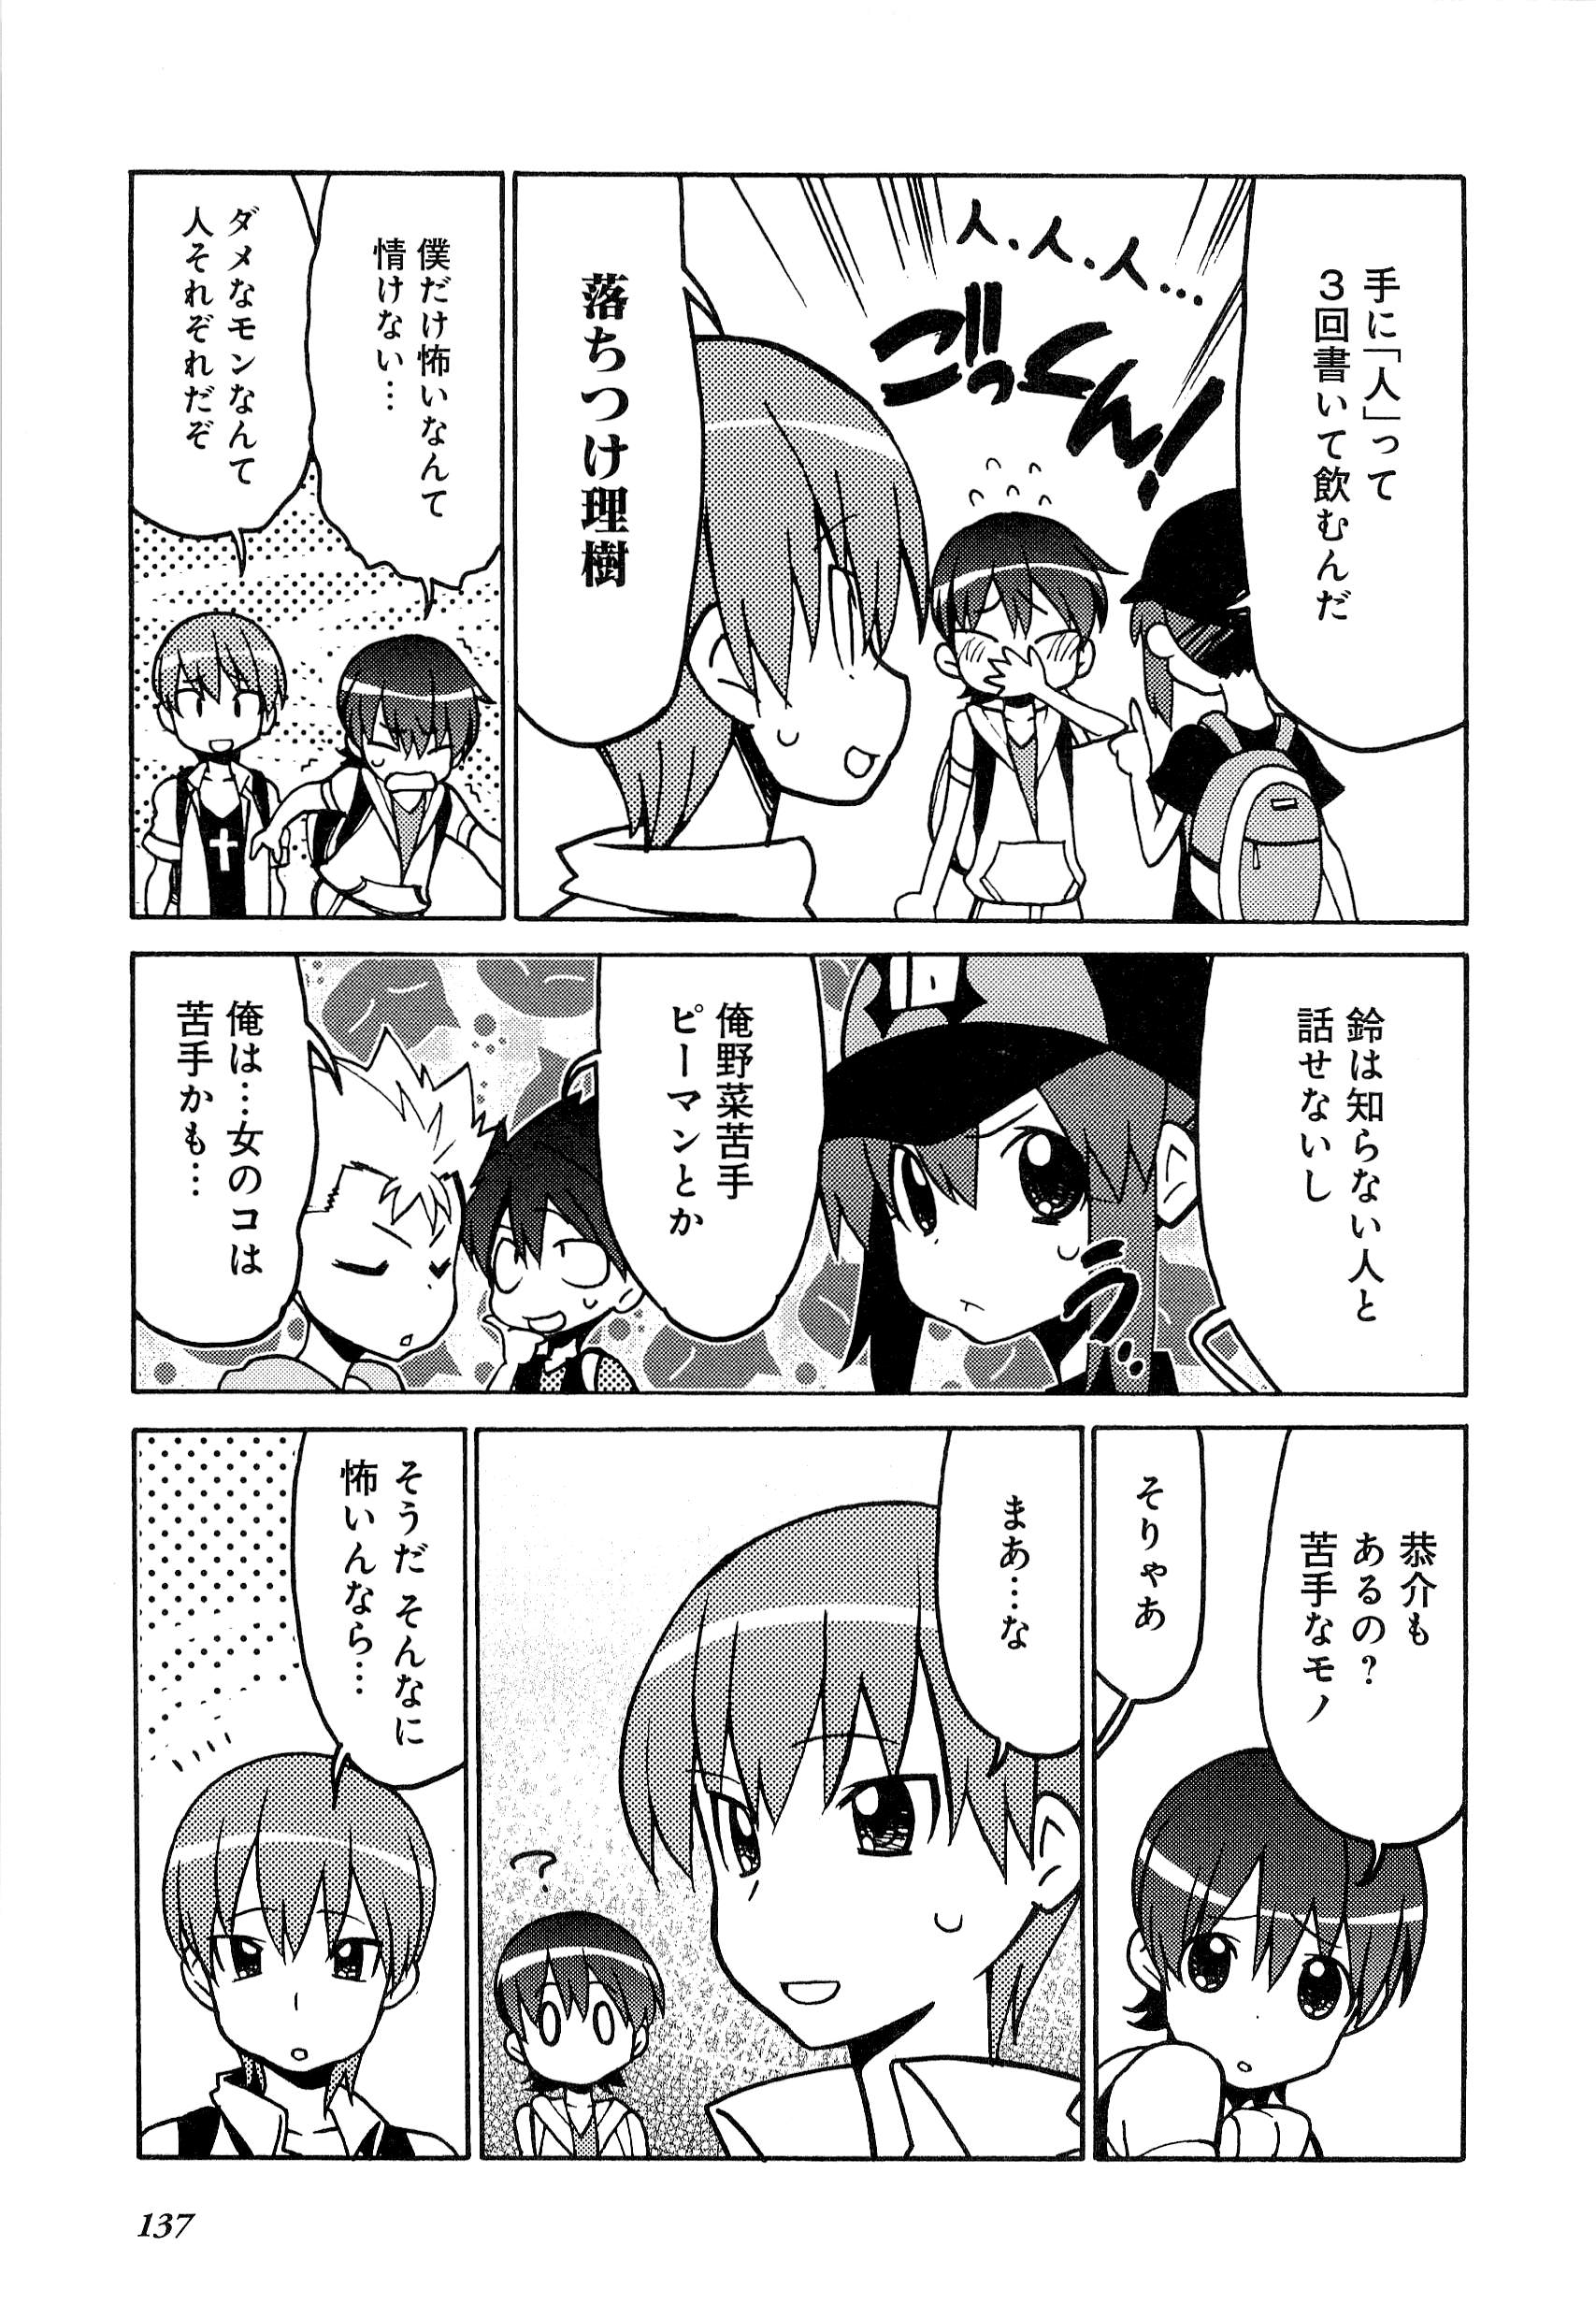 手に「人」って
３回書いて飲むんだ
人・人・人…
ごっくん！
落ちつけ理樹
僕だけ怖いなんて
情けない…
ダメなモンなんて
人それぞれだぞ
鈴は知らない人と
話せないし
うっ
俺野菜苦手
ピーマンとか
俺は…女のコは
苦手かも…
恭介も
あるの？
苦手なモノ
そりゃあ
まあ…な
？
そうだ そんなに
怖いんなら…
137